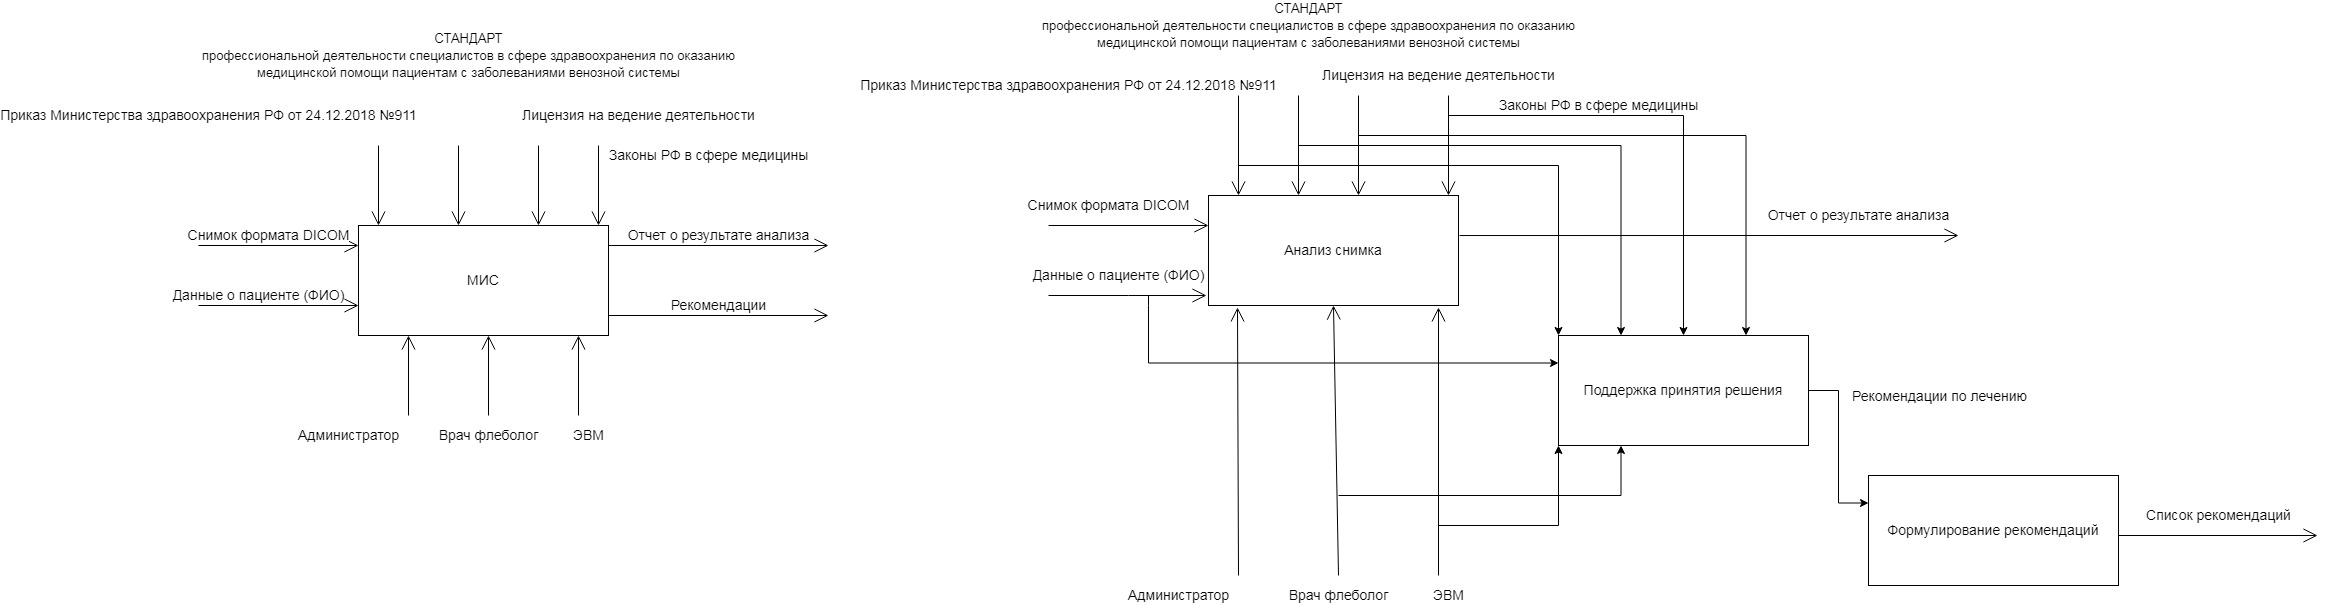 СТАНДАРТ
профессиональной деятельности специалистов в сфере здравоохранения по оказанию
медицинской помощи пациентам с заболеваниями венозной системы
Приказ Министерства здравоохранения РФ от 24.12.2018 №911
Лицензия на ведение деятельности
Законы РФ в сфере медицины
Снимок формата DICOM
Данные о пациенте (ФИО)
МИС
Отчет о результате анализа
Рекомендации
Администратор
Врач флеболог
ЭВМ
СТАНДАРТ
профессиональной деятельности специалистов в сфере здравоохранения по оказанию
медицинской помощи пациентам с заболеваниями венозной системы
Приказ Министерства здравоохранения РФ от 24.12.2018 №911
Лицензия на ведение деятельности
Законы РФ в сфере медицины
Снимок формата DICOM
Данные о пациенте (ФИО)
Анализ снимка
Отчет о результате анализа
Поддержка принятия решения
Рекомендации по лечению
Формулирование рекомендаций
Список рекомендаций
Администратор
Врач флеболог
ЭВМ